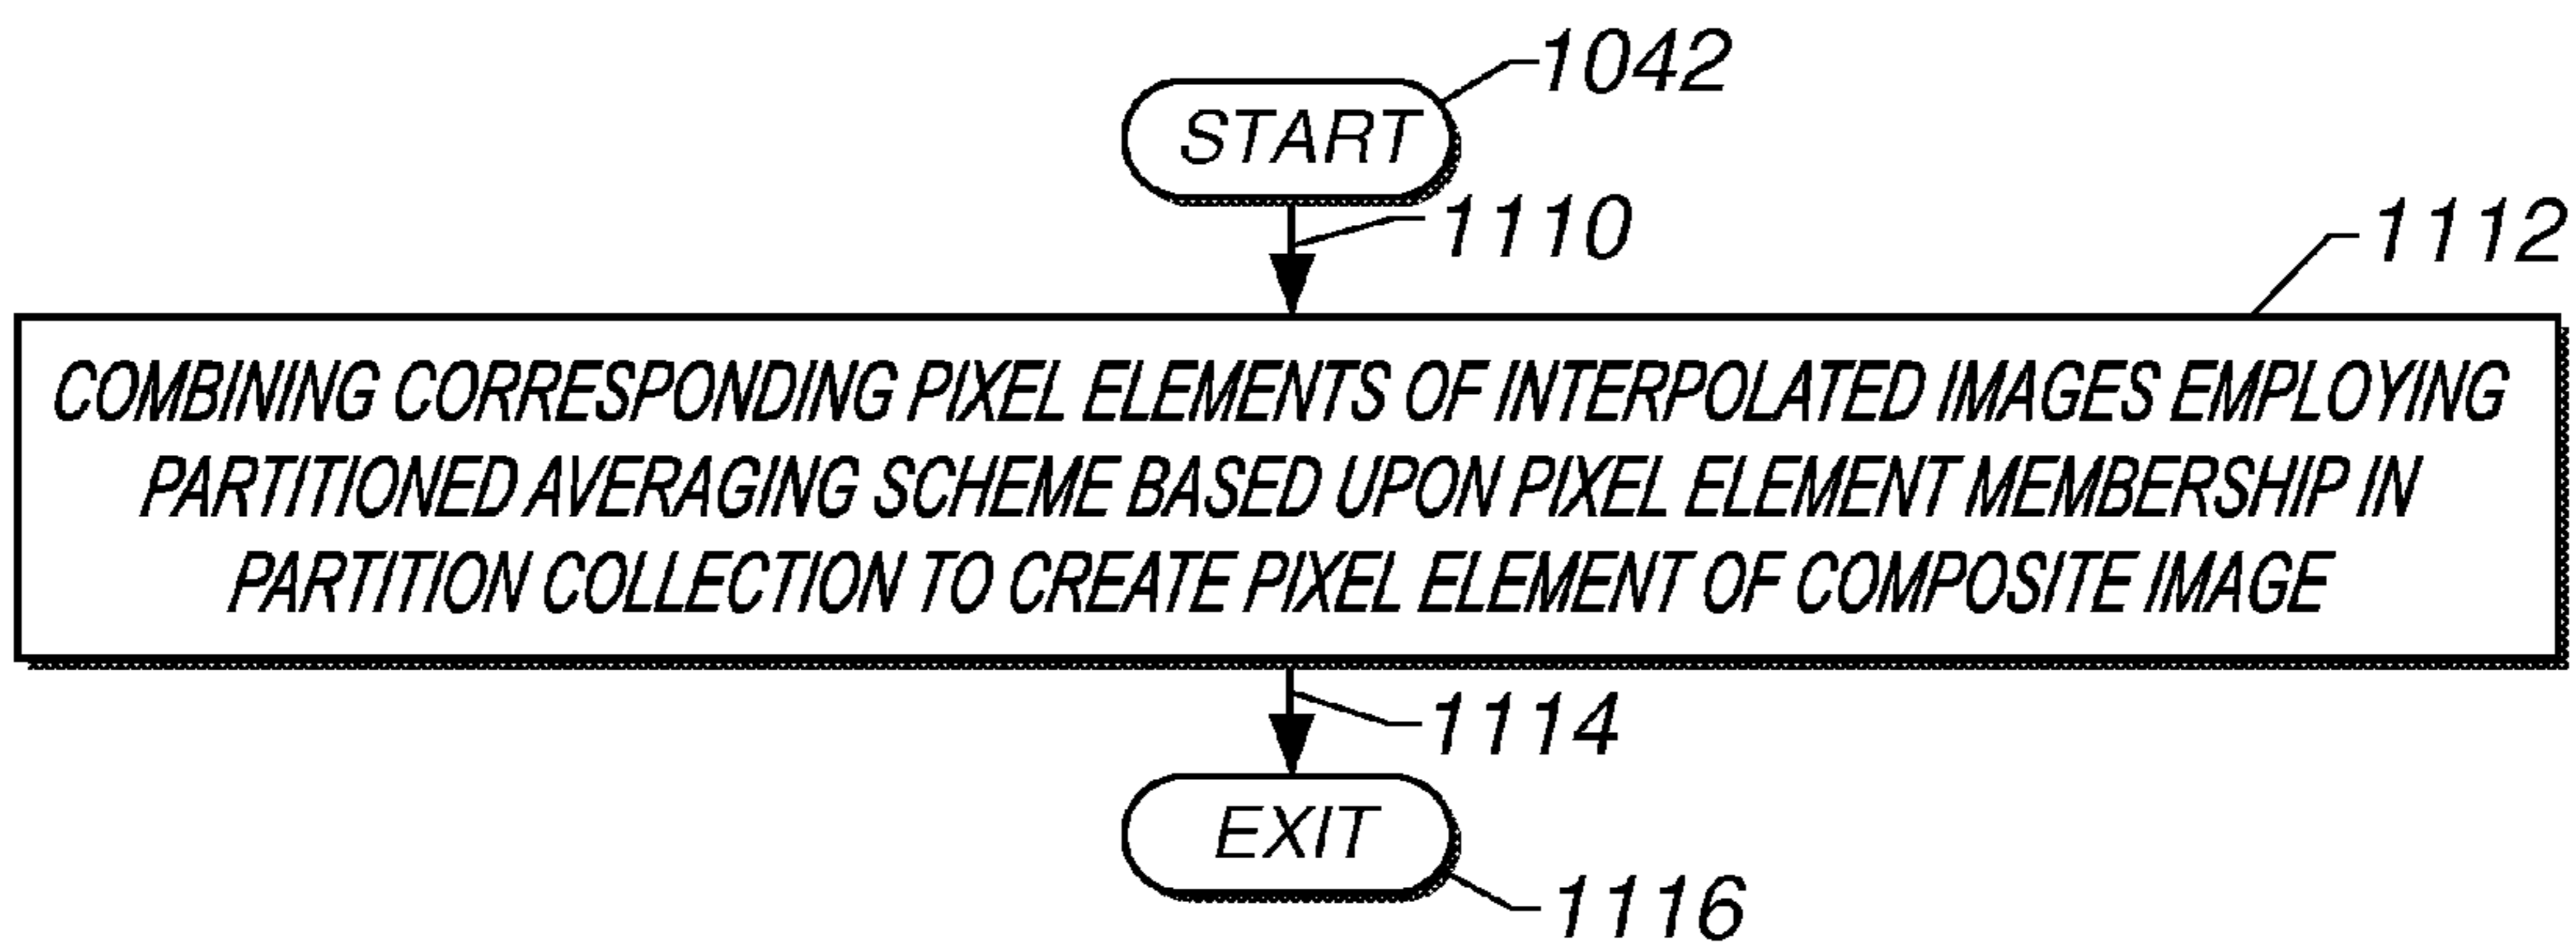 1042
START
1110
1112
COMBINING CORRESPONDING PIXEL ELEMENTS OF INTERPOLATED IMAGES EMPLOYING
PARTITIONED AVERAGING SCHEME BASED UPON PIXEL ELEMENT MEMBERSHIP IN
PARTITION COLLECTION TO CREATE PIXEL ELEMENT OF COMPOSITE IMAGE
1114
EXIT
1116